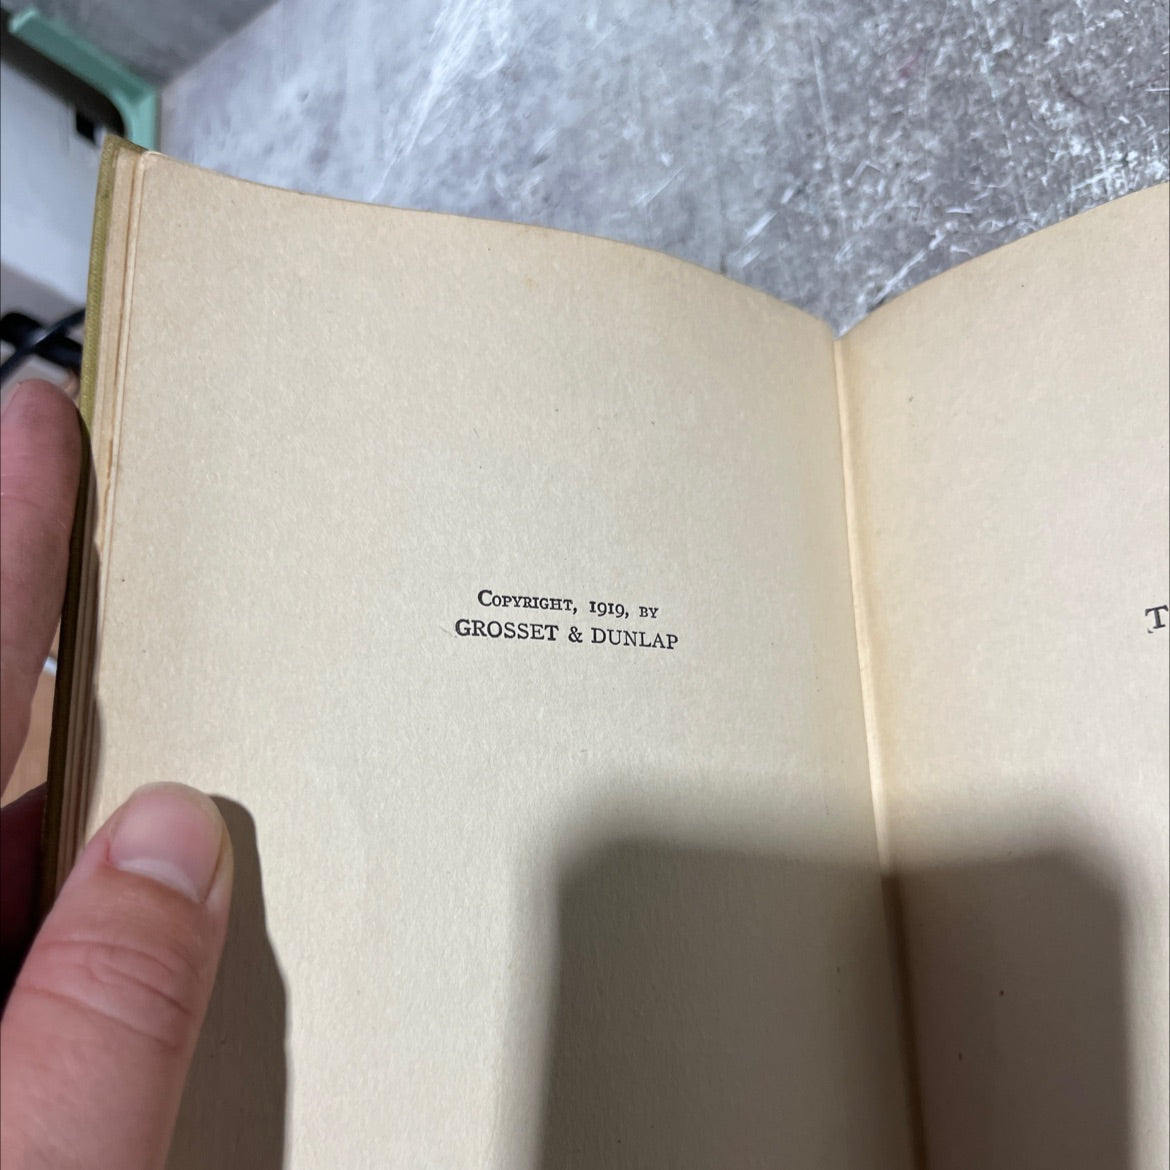 Copyright, 1919, by
GROSSET & DUNLAP
T